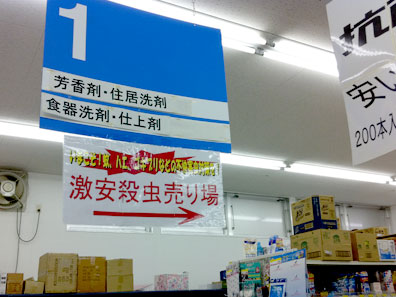 1
芳香剤・住居洗剤
食器洗剤・仕上剤
激安殺虫売り場
抗
安い
200本入